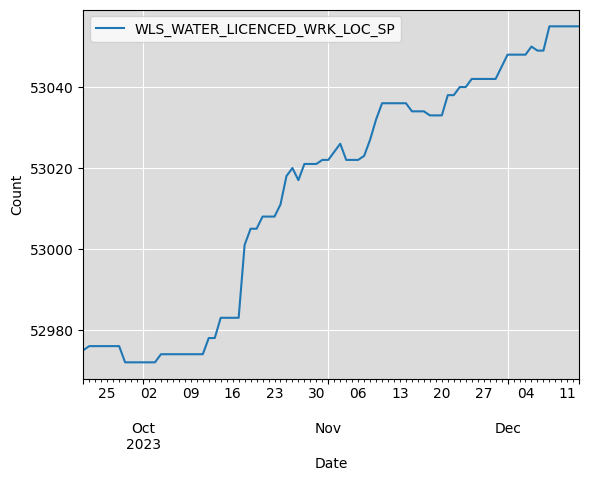 WLS_WATER_LICENCED_WRK_LOC_SP
53040
53020
53000
52980
Count
25 02 09 16 23 30 06 13 20 27 04 11
Oct Nov Dec
2023
Date